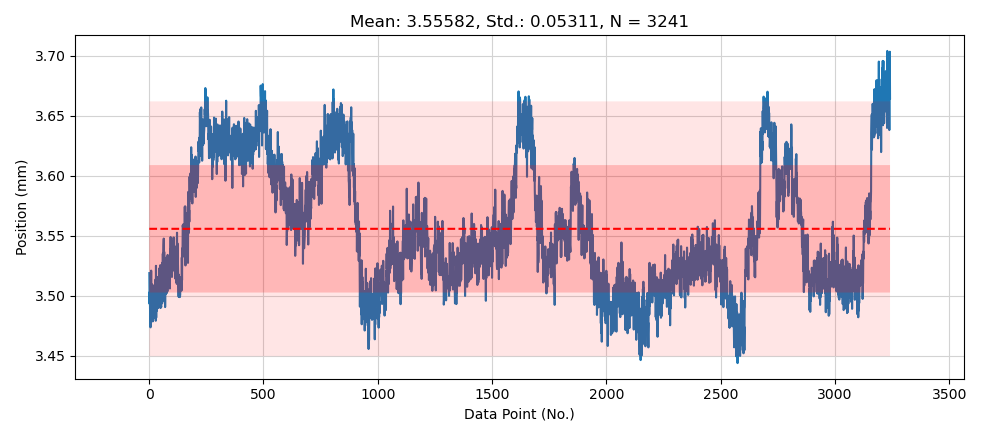 Mean: 3.55582, Std.: 0.05311, N = 3241
Position (mm)
3.70
3.65
3.60
3.55
3.50
3.45
0 500 1000 1500 2000 2500 3000 3500
Data Point (No.)